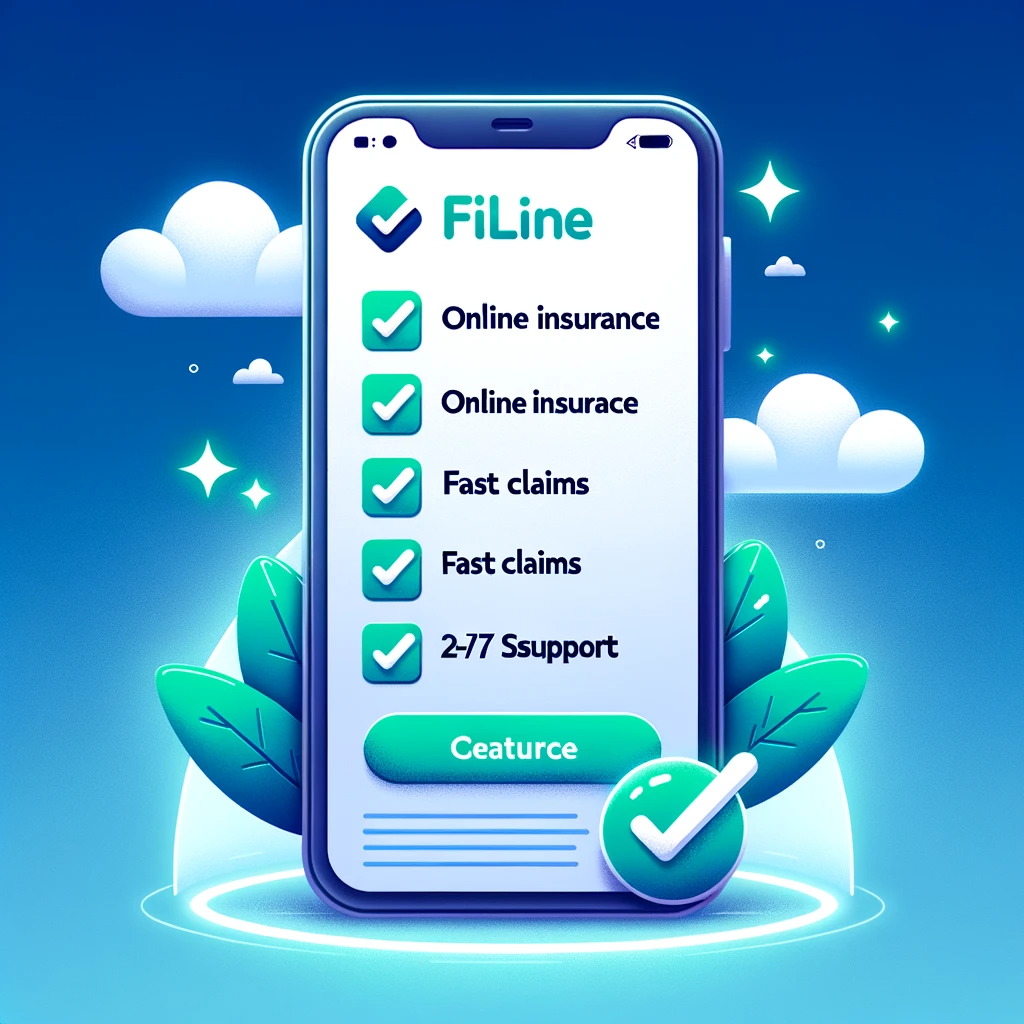 FiLine
Online insurance
Online insurace
Fast claims
Fast claims
2-/77 Ssupport
Ceaturce